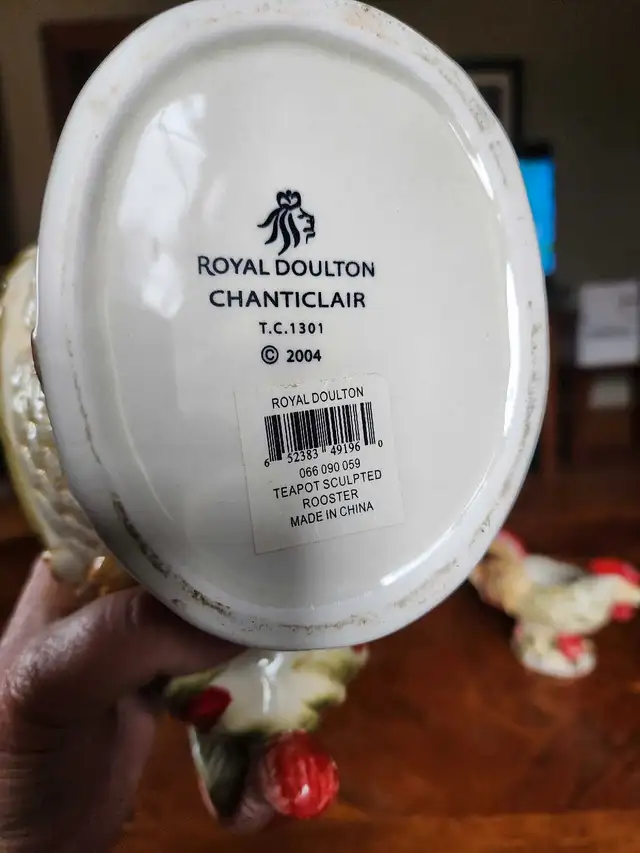 ROYAL DOULTON
CHANTICLAIR
T.C.1301
© 2004
ROYAL DOULTON
6 52383 49196 0
066 090 059
TEAPOT SCULPTED
ROOSTER
MADE IN CHINA